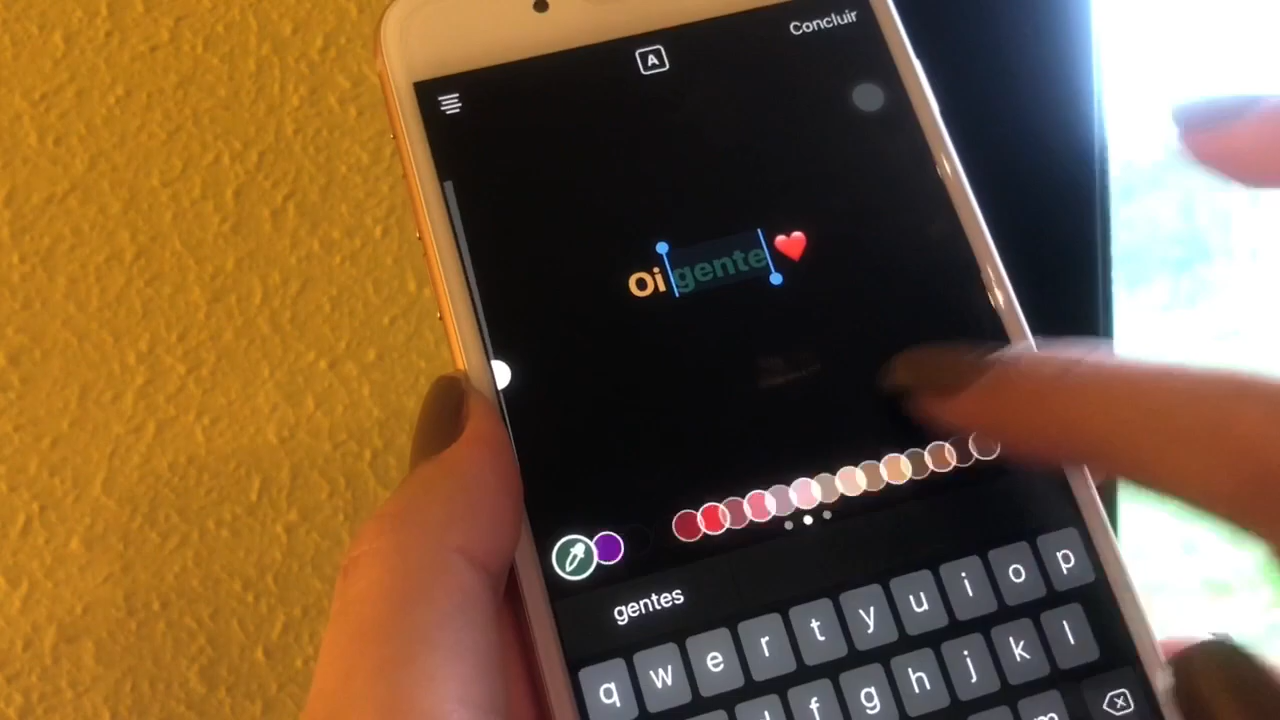 Concluir
A
Oi gente ❤️
gentes
q w e r t y u i o p
f g h j k l
m